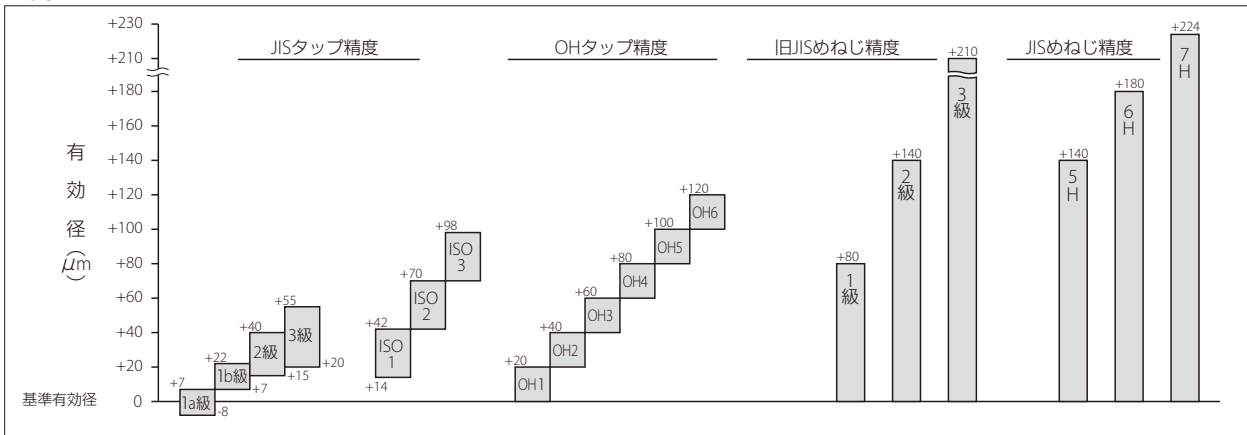 JISタップ精度
OHタップ精度
旧JISめねじ精度
JISめねじ精度
有効径(μm)
+230
+210
+180
+160
+140
+120
+100
+80
+60
+40
+20
0
基準有効径
+7
1a級
-8
+22
1b級
+7
+40
2級
+15
+55
3級
+20
+42
ISO 1
+14
+70
ISO 2
+98
ISO 3
+20
OH1
+40
OH2
+60
OH3
+80
OH4
+100
OH5
+120
OH6
+80
1級
+140
2級
+210
3級
+140
5H
+180
6H
+224
7H